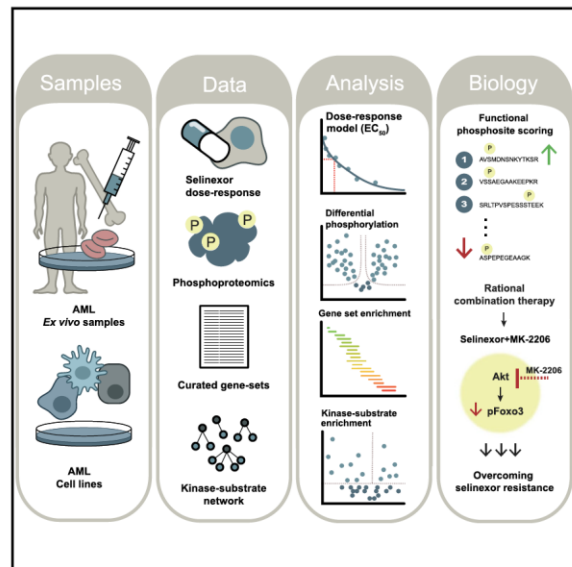 Samples
AML
Ex vivo samples
AML
Cell lines
Data
Selinexor
dose-response
P
P
P
Phosphoproteomics
Curated gene-sets
Kinase-substrate
network
Analysis
Dose-response
model (EC50)
Differential
phosphorylation
Gene set enrichment
Kinase-substrate
enrichment
Biology
Functional
phosphosite scoring
P
1 AVSMDNSNKYTKSR
P
2 VSSAEGAAKEEPKR
P
3 SRLTPVSPESSSTEEK
P
ASPEPEGEAAGK
Rational
combination therapy
Selinexor+MK-2206
Akt MK-2206
pFoxo3
Overcoming
selinexor resistance